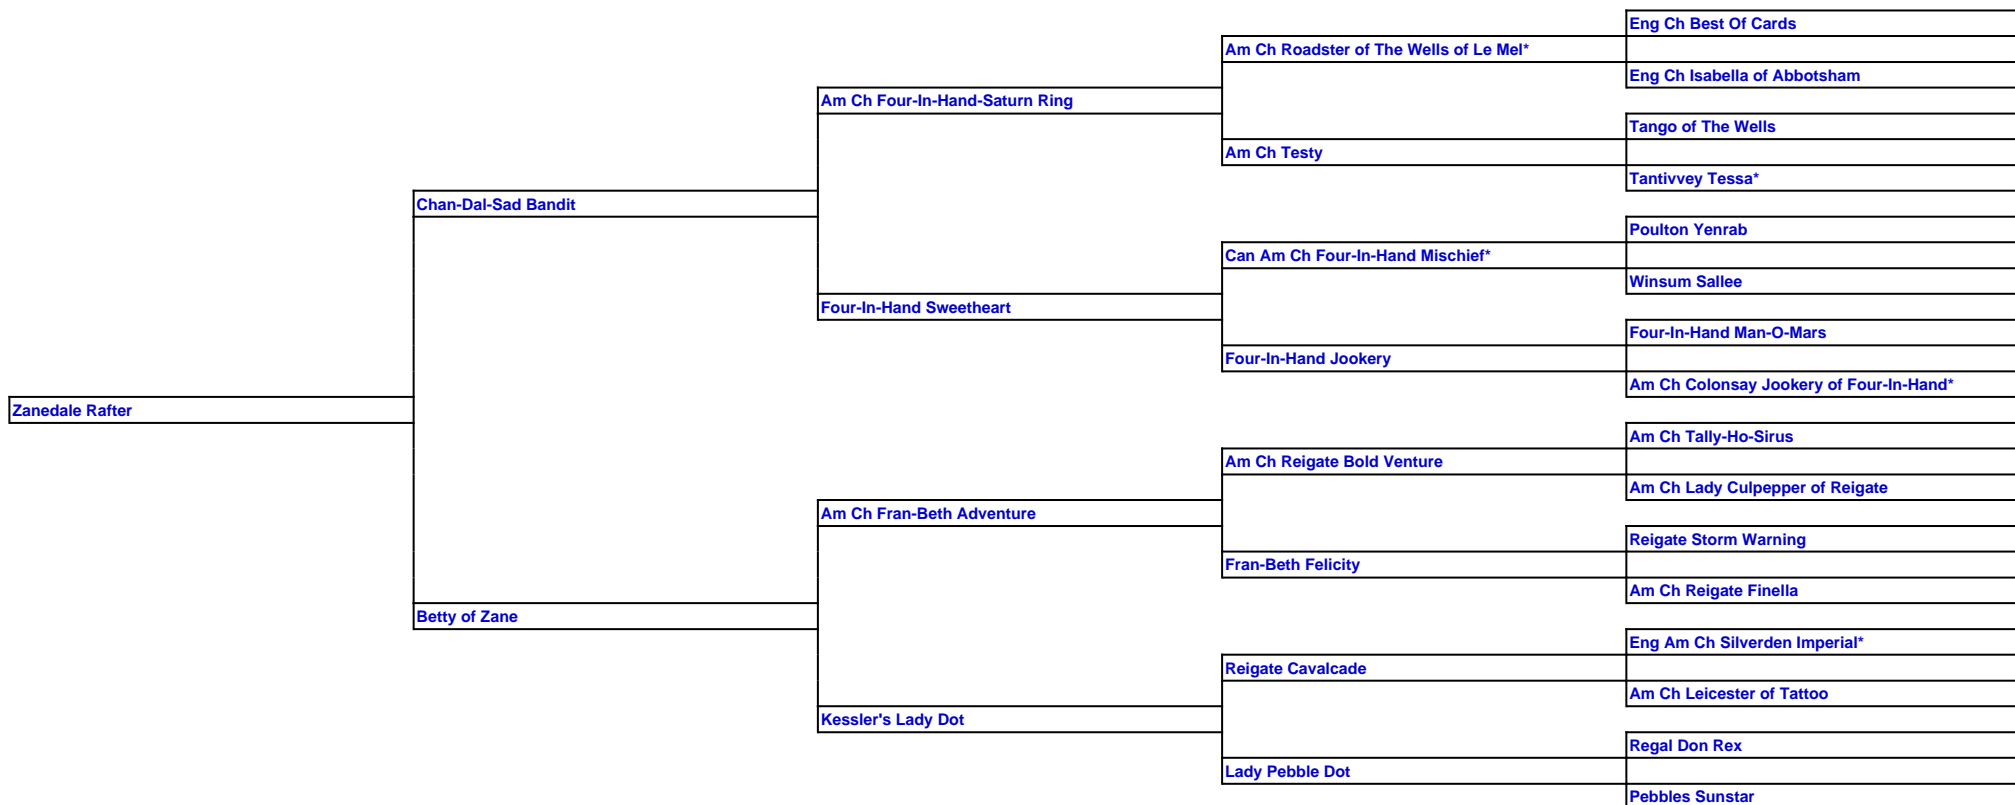 Eng Ch Best Of Cards
Am Ch Roadster of The Wells of Le Mel*
Eng Ch Isabella of Abbotsham
Am Ch Four-In-Hand-Saturn Ring
Tango of The Wells
Am Ch Testy
Tantivvey Tessa*
Chan-Dal-Sad Bandit
Poulton Yenrab
Can Am Ch Four-In-Hand Mischief*
Winsum Sallee
Four-In-Hand Sweetheart
Four-In-Hand Man-O-Mars
Four-In-Hand Jookery
Am Ch Colonsay Jookery of Four-In-Hand*
Zanedale Rafter
Am Ch Tally-Ho-Sirus
Am Ch Reigate Bold Venture
Am Ch Lady Culpepper of Reigate
Am Ch Fran-Beth Adventure
Reigate Storm Warning
Fran-Beth Felicity
Am Ch Reigate Finella
Betty of Zane
Eng Am Ch Silverden Imperial*
Reigate Cavalcade
Am Ch Leicester of Tattoo
Kessler's Lady Dot
Regal Don Rex
Lady Pebble Dot
Pebbles Sunstar